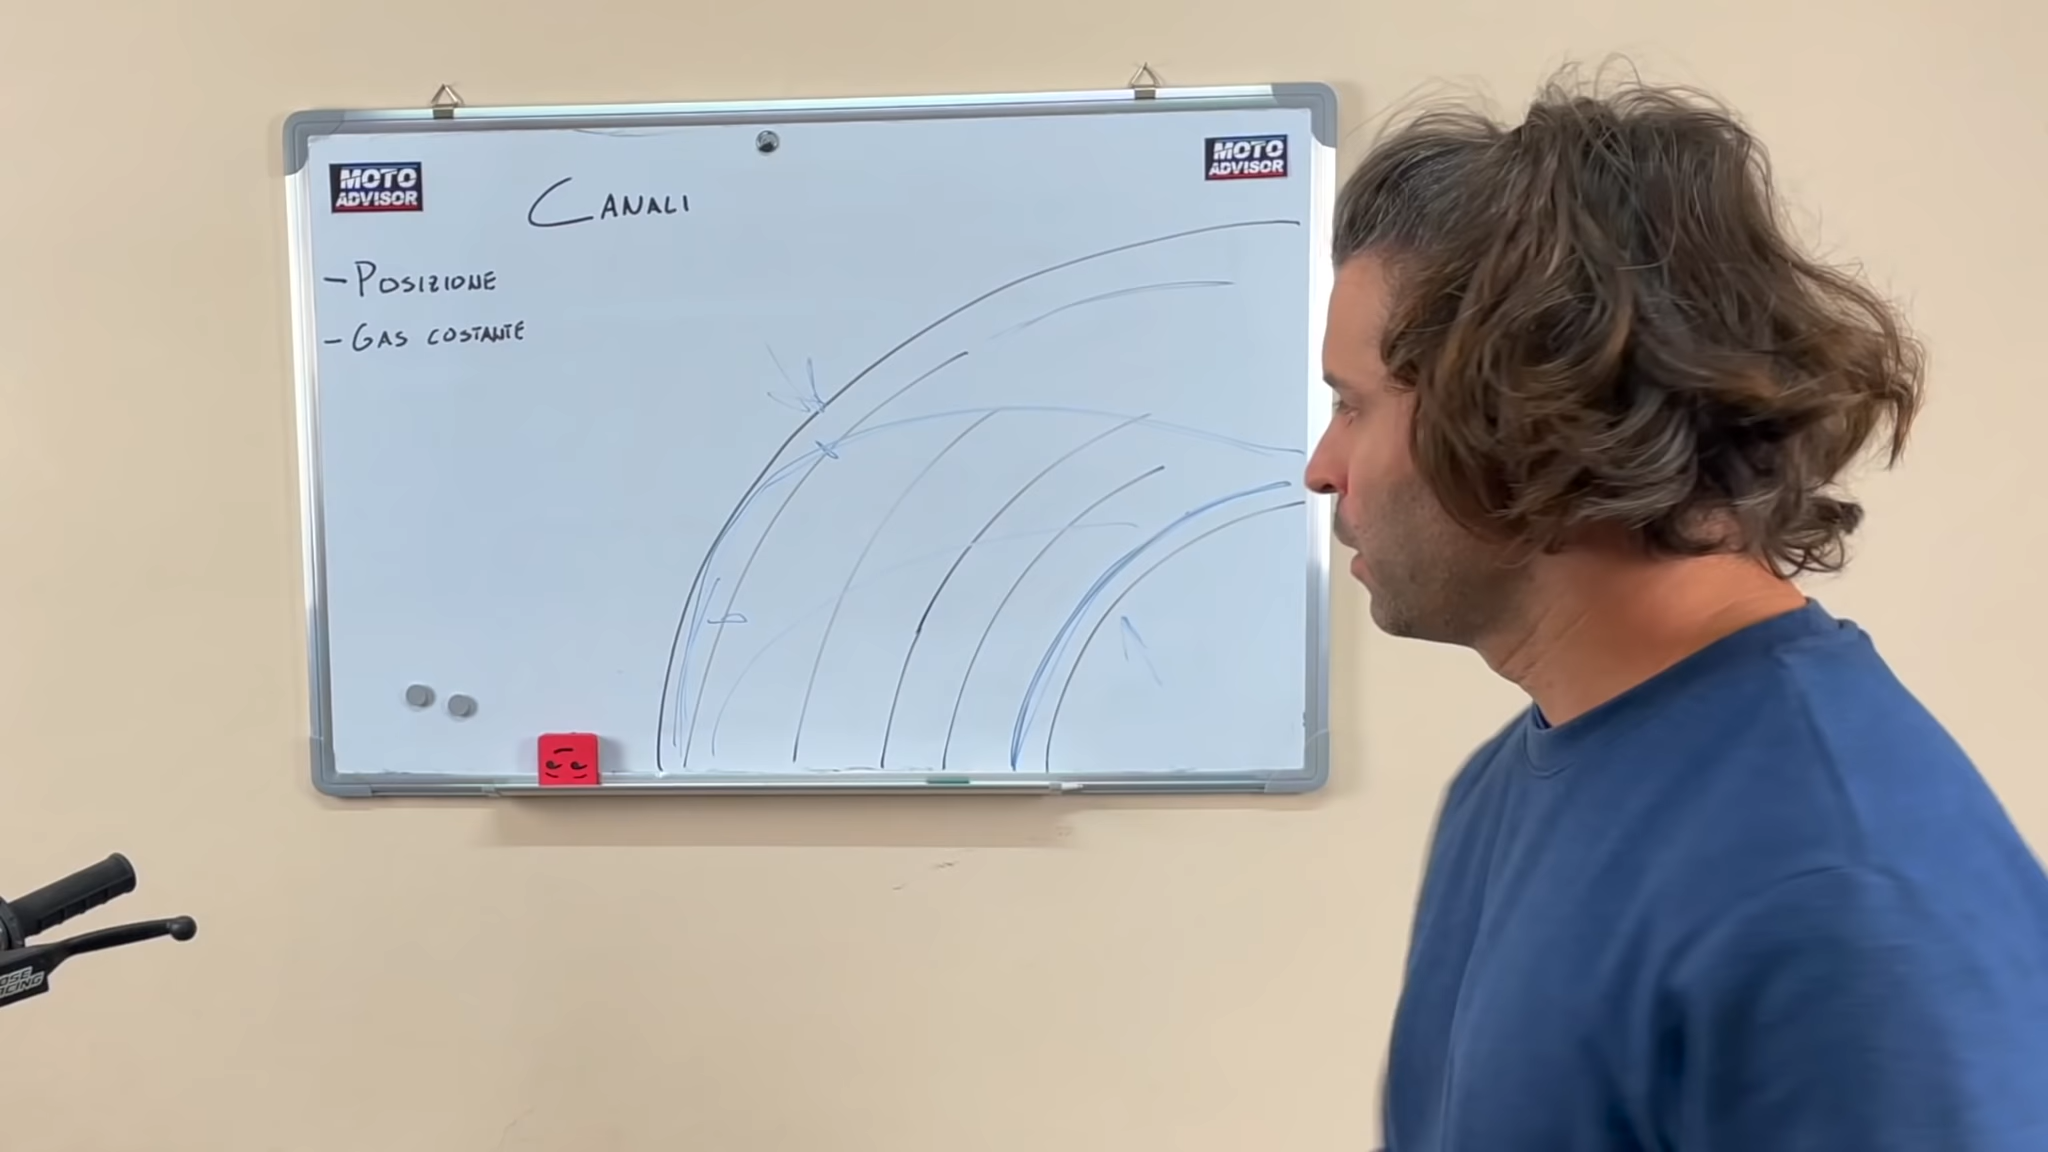 MOTO
ADVISOR
MOTO
ADVISOR
CANALI
- POSIZIONE
- GAS COSTANTE